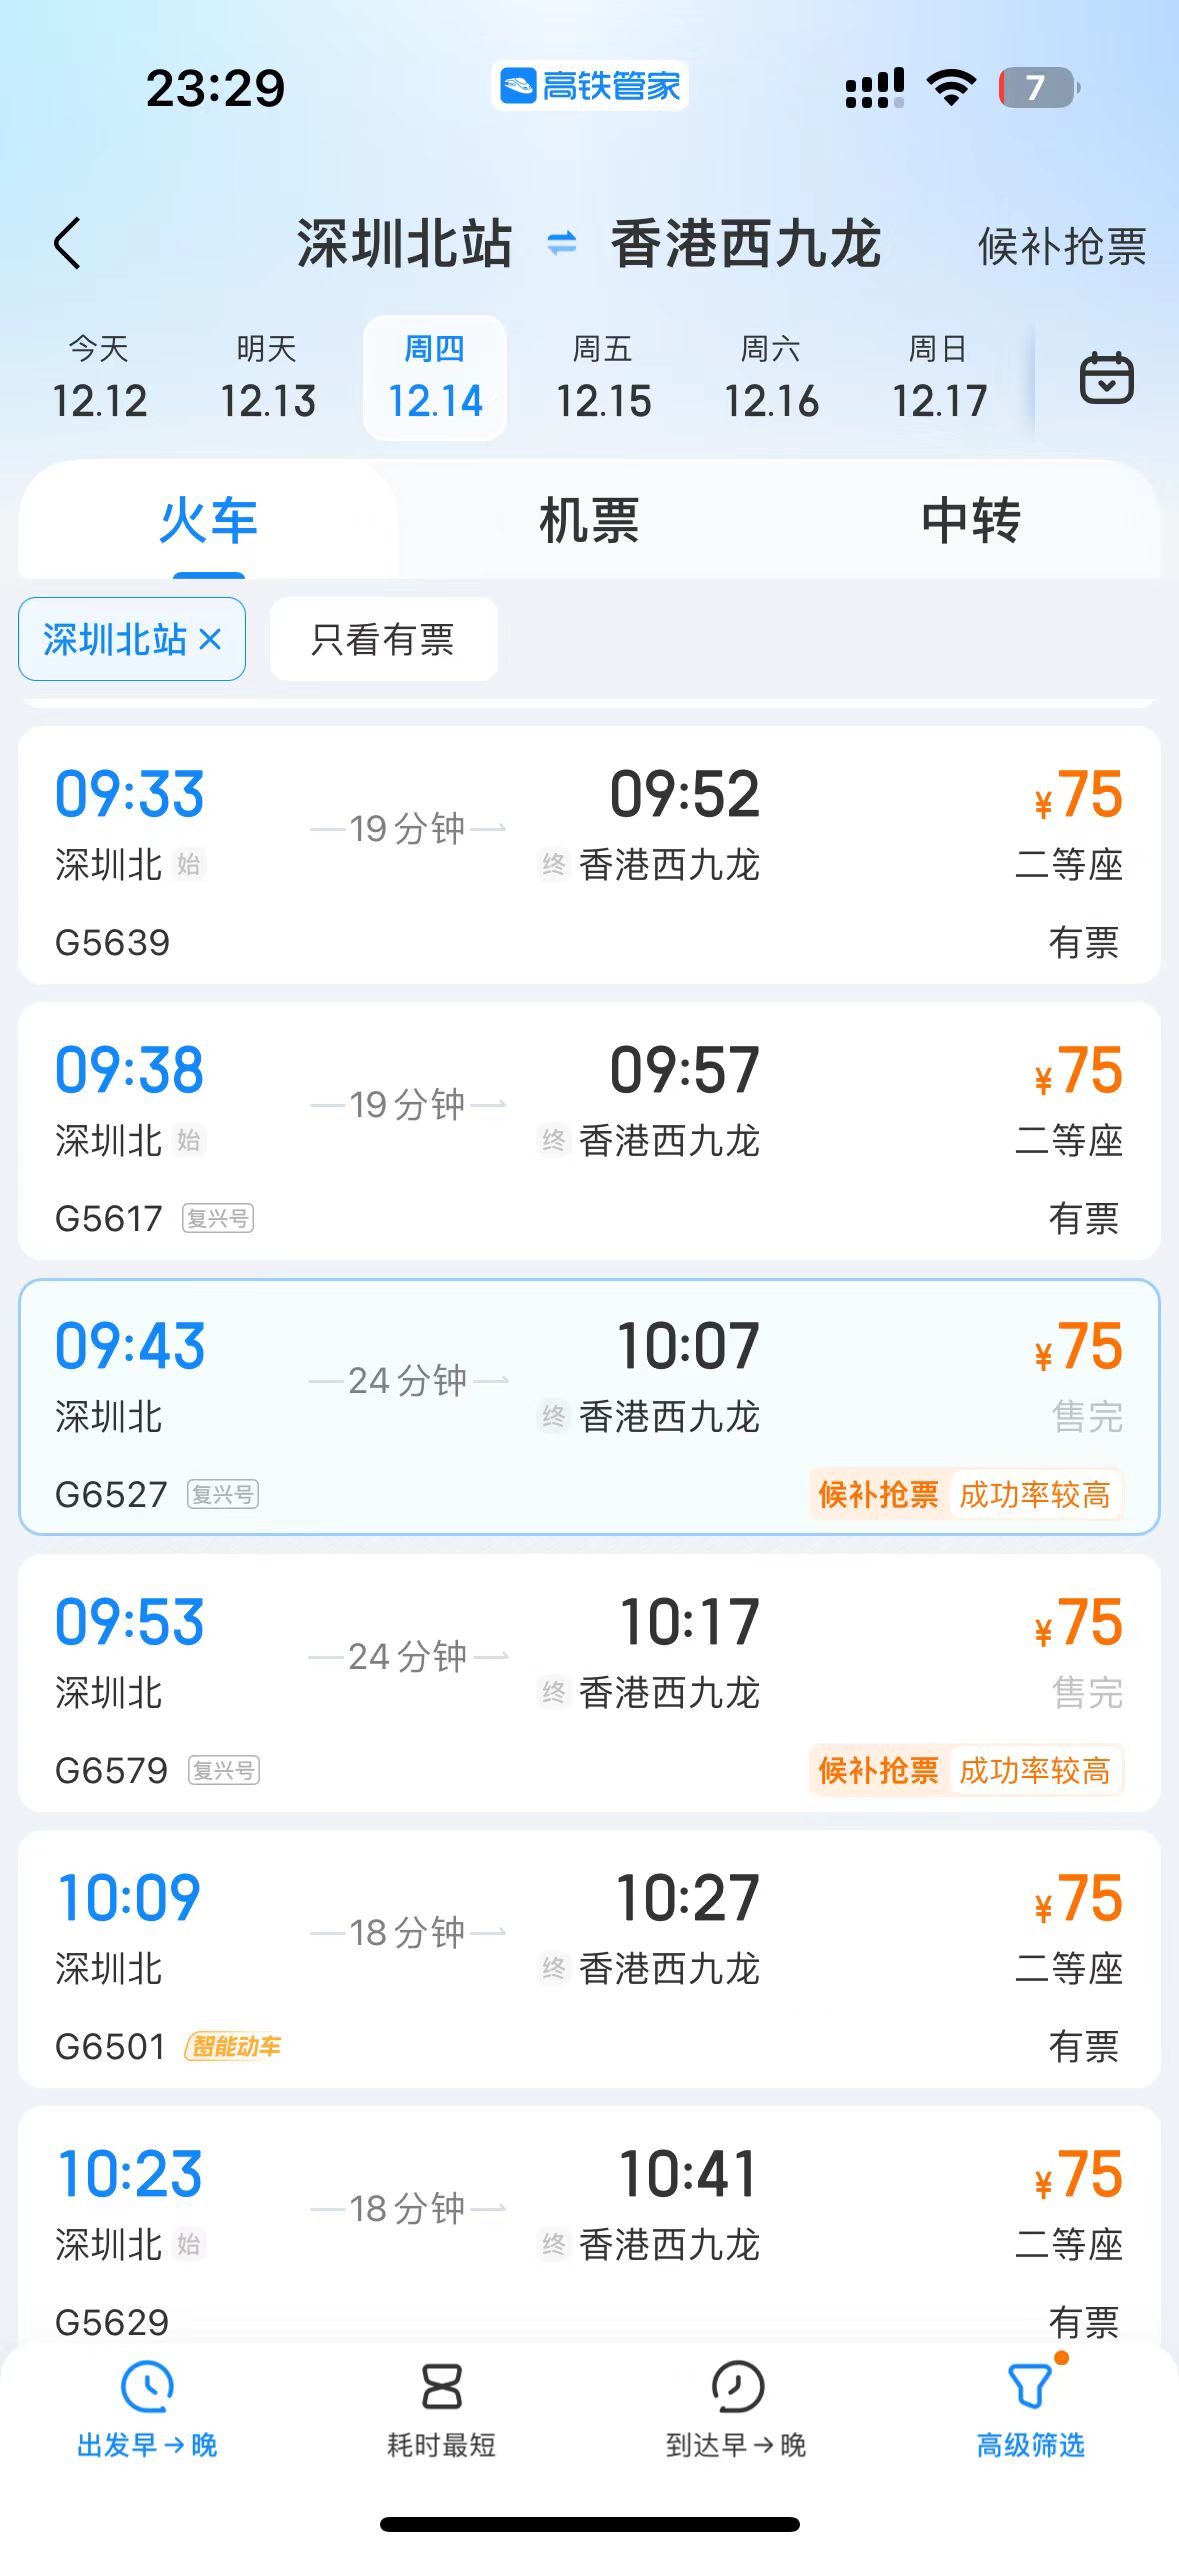 23:29
高铁管家
7
深圳北站 香港西九龙 候补抢票
今天 明天 周四 周五 周六 周日
12.12 12.13 12.14 12.15 12.16 12.17
火车 机票 中转
深圳北站 × 只看有票
09:33 19分钟 09:52 ¥75
深圳北 始 终 香港西九龙 二等座
G5639 有票
09:38 19分钟 09:57 ¥75
深圳北 始 终 香港西九龙 二等座
G5617 复兴号 有票
09:43 24分钟 10:07 ¥75
深圳北 终 香港西九龙 售完
G6527 复兴号 候补抢票 成功率较高
09:53 24分钟 10:17 ¥75
深圳北 终 香港西九龙 售完
G6579 复兴号 候补抢票 成功率较高
10:09 18分钟 10:27 ¥75
深圳北 终 香港西九龙 二等座
G6501 智能动车 有票
10:23 18分钟 10:41 ¥75
深圳北 始 终 香港西九龙 二等座
G5629 有票
出发早→晚 耗时最短 到达早→晚 高级筛选